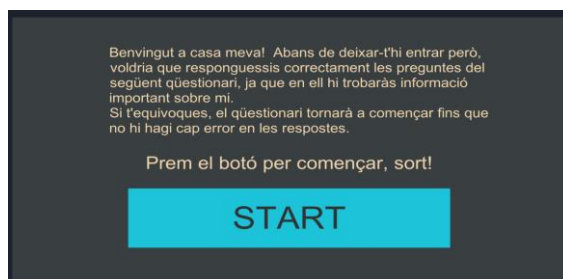 Benvingut a casa meva!  Abans de deixar-t'hi entrar però,
voldria que responguessis correctament les preguntes del
següent qüestionari, ja que en ell hi trobaràs informació
important sobre mi.
Si t'equivoques, el qüestionari tornarà a començar fins que
no hi hagi cap error en les respostes.
Prem el botó per començar, sort!
START